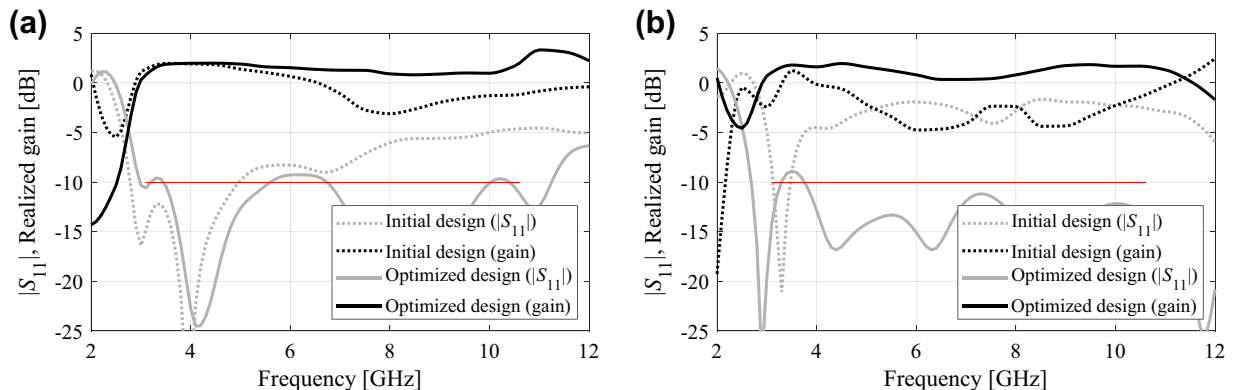 (a)
5
0
-5
-10
-15
-20
-25
|S11|, Realized gain [dB]
2 4 6 8 10 12
Frequency [GHz]
Initial design (|S11|)
Initial design (gain)
Optimized design (|S11|)
Optimized design (gain)
(b)
5
0
-5
-10
-15
-20
-25
|S11|, Realized gain [dB]
2 4 6 8 10 12
Frequency [GHz]
Initial design (|S11|)
Initial design (gain)
Optimized design (|S11|)
Optimized design (gain)